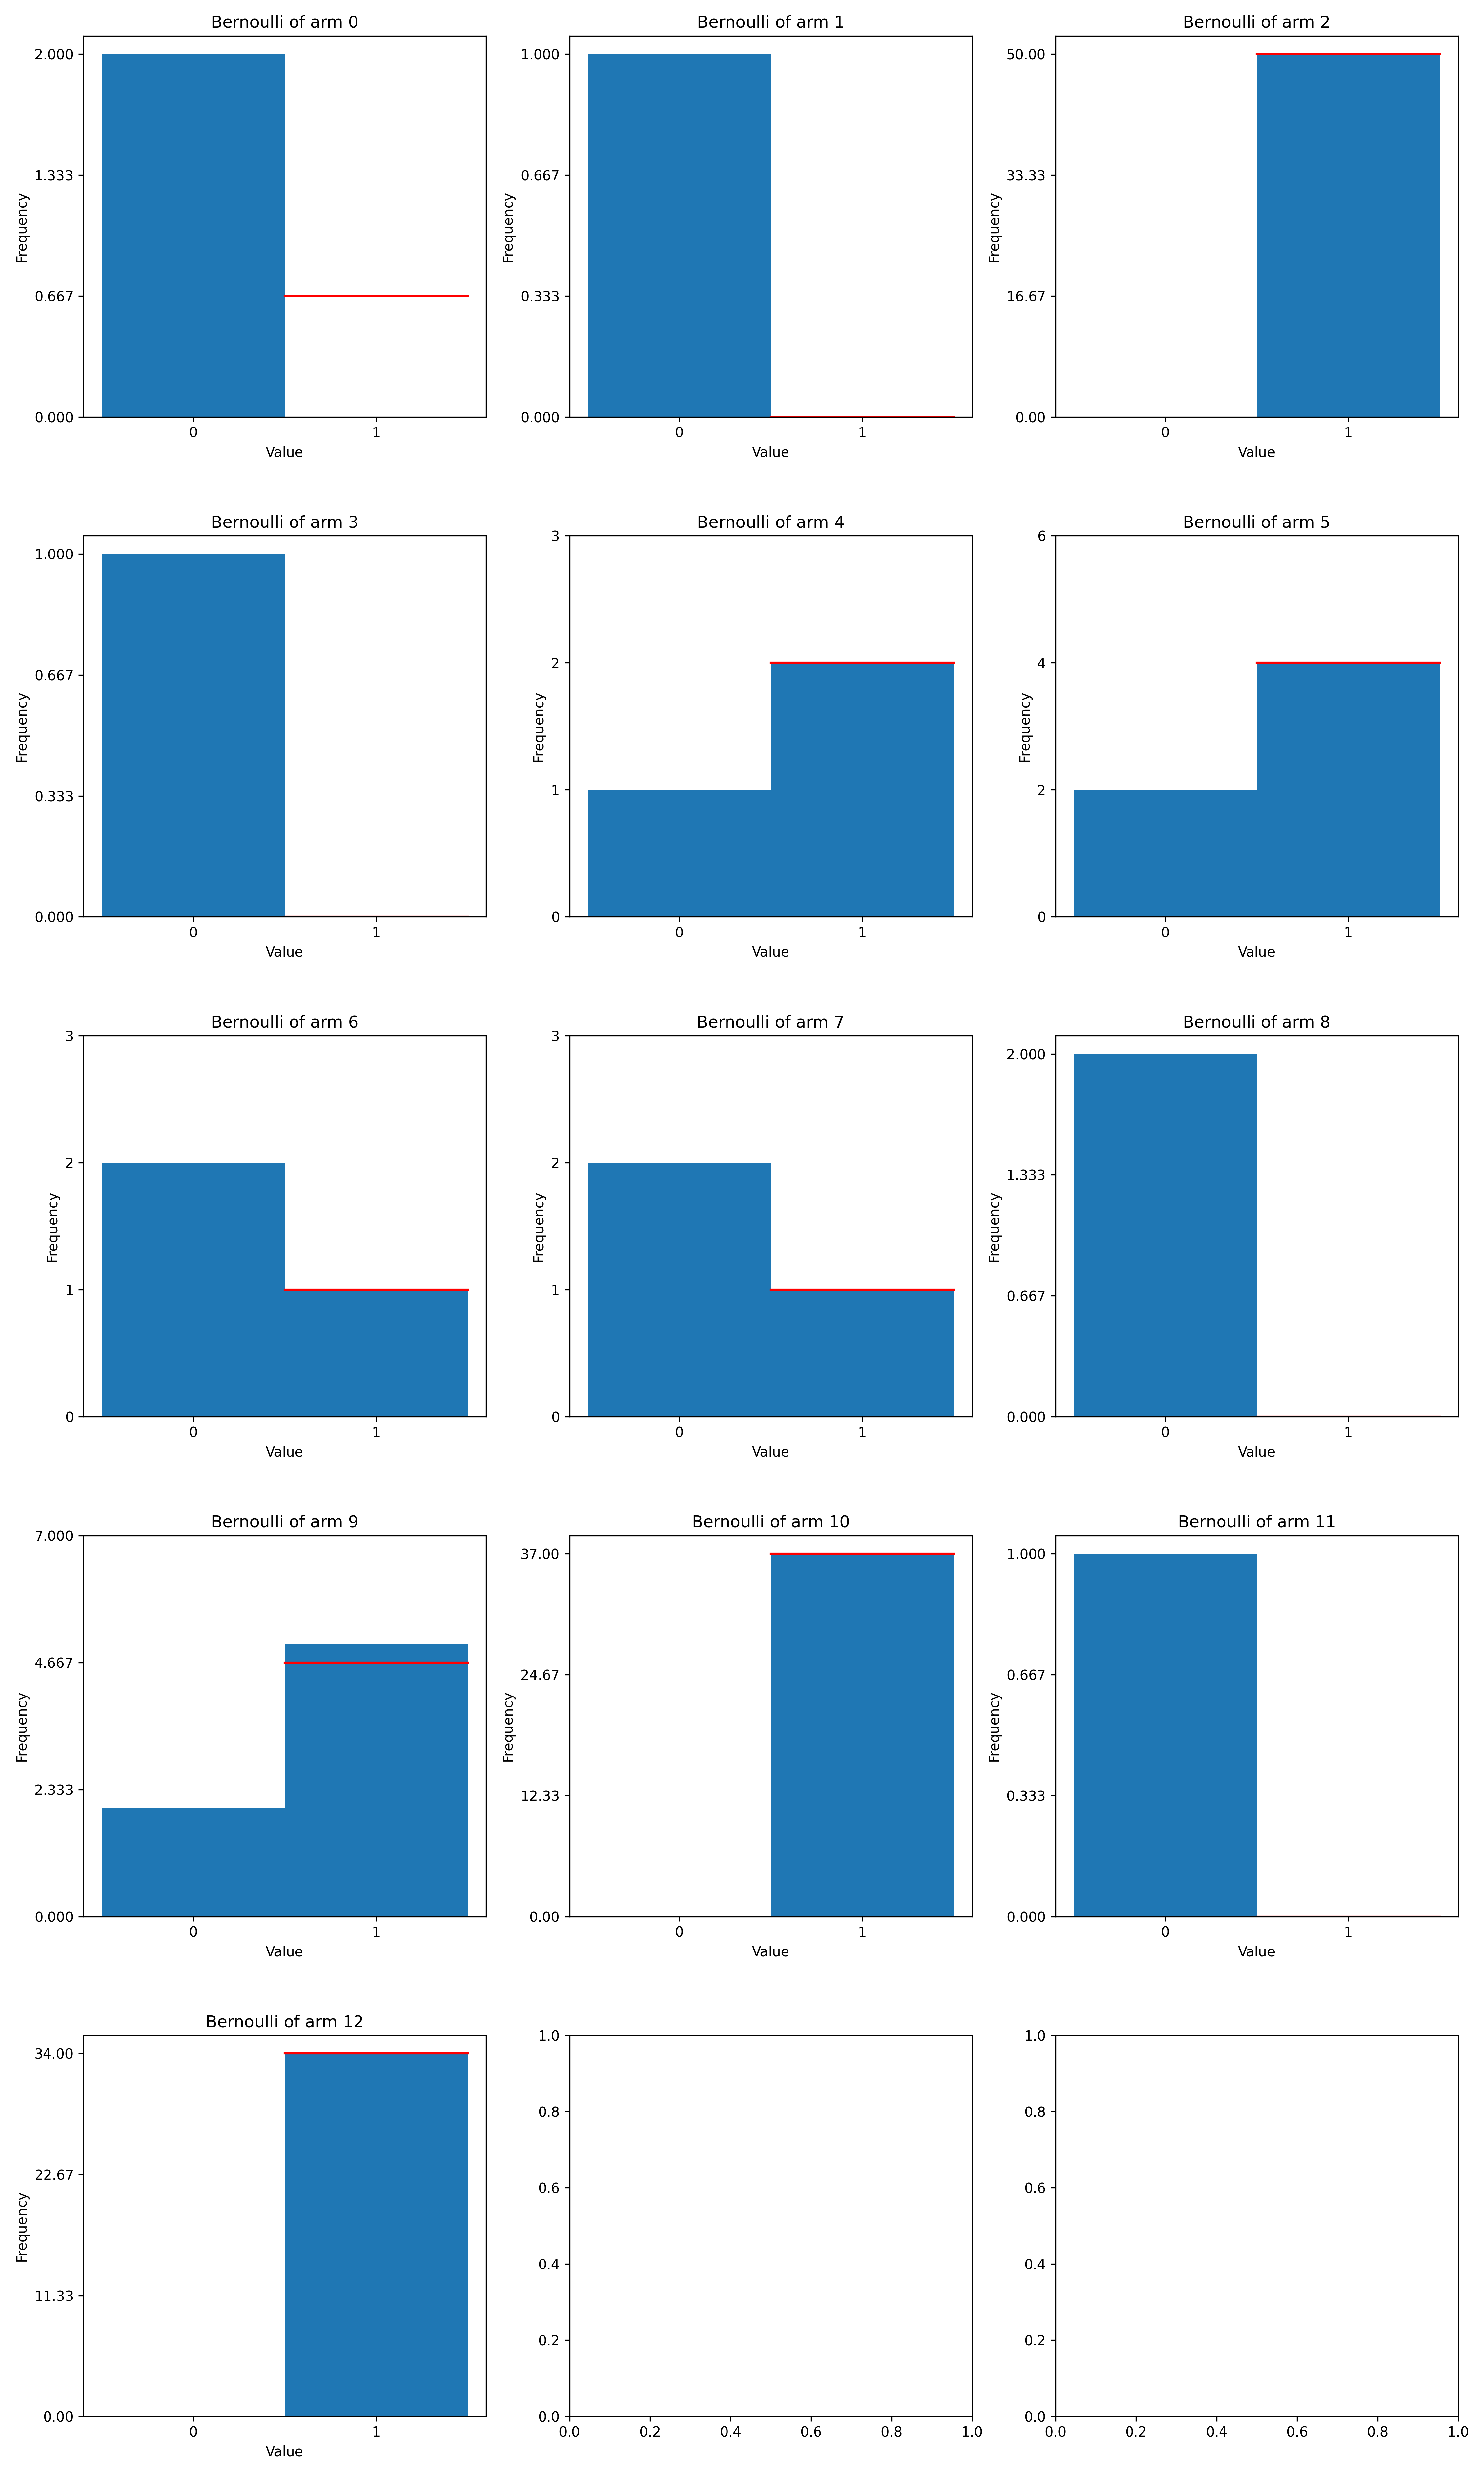 Bernoulli of arm 0
2.000
1.333
0.667
0.000
Frequency
0 1
Value
Bernoulli of arm 1
1.000
0.667
0.333
0.000
Frequency
0 1
Value
Bernoulli of arm 2
50.00
33.33
16.67
0.00
Frequency
0 1
Value
Bernoulli of arm 3
1.000
0.667
0.333
0.000
Frequency
0 1
Value
Bernoulli of arm 4
3
2
1
0
Frequency
0 1
Value
Bernoulli of arm 5
6
4
2
0
Frequency
0 1
Value
Bernoulli of arm 6
3
2
1
0
Frequency
0 1
Value
Bernoulli of arm 7
3
2
1
0
Frequency
0 1
Value
Bernoulli of arm 8
2.000
1.333
0.667
0.000
Frequency
0 1
Value
Bernoulli of arm 9
7.000
4.667
2.333
0.000
Frequency
0 1
Value
Bernoulli of arm 10
37.00
24.67
12.33
0.00
Frequency
0 1
Value
Bernoulli of arm 11
1.000
0.667
0.333
0.000
Frequency
0 1
Value
Bernoulli of arm 12
34.00
22.67
11.33
0.00
Frequency
0 1
Value
1.0
0.8
0.6
0.4
0.2
0.0
0.0 0.2 0.4 0.6 0.8 1.0
1.0
0.8
0.6
0.4
0.2
0.0
0.0 0.2 0.4 0.6 0.8 1.0